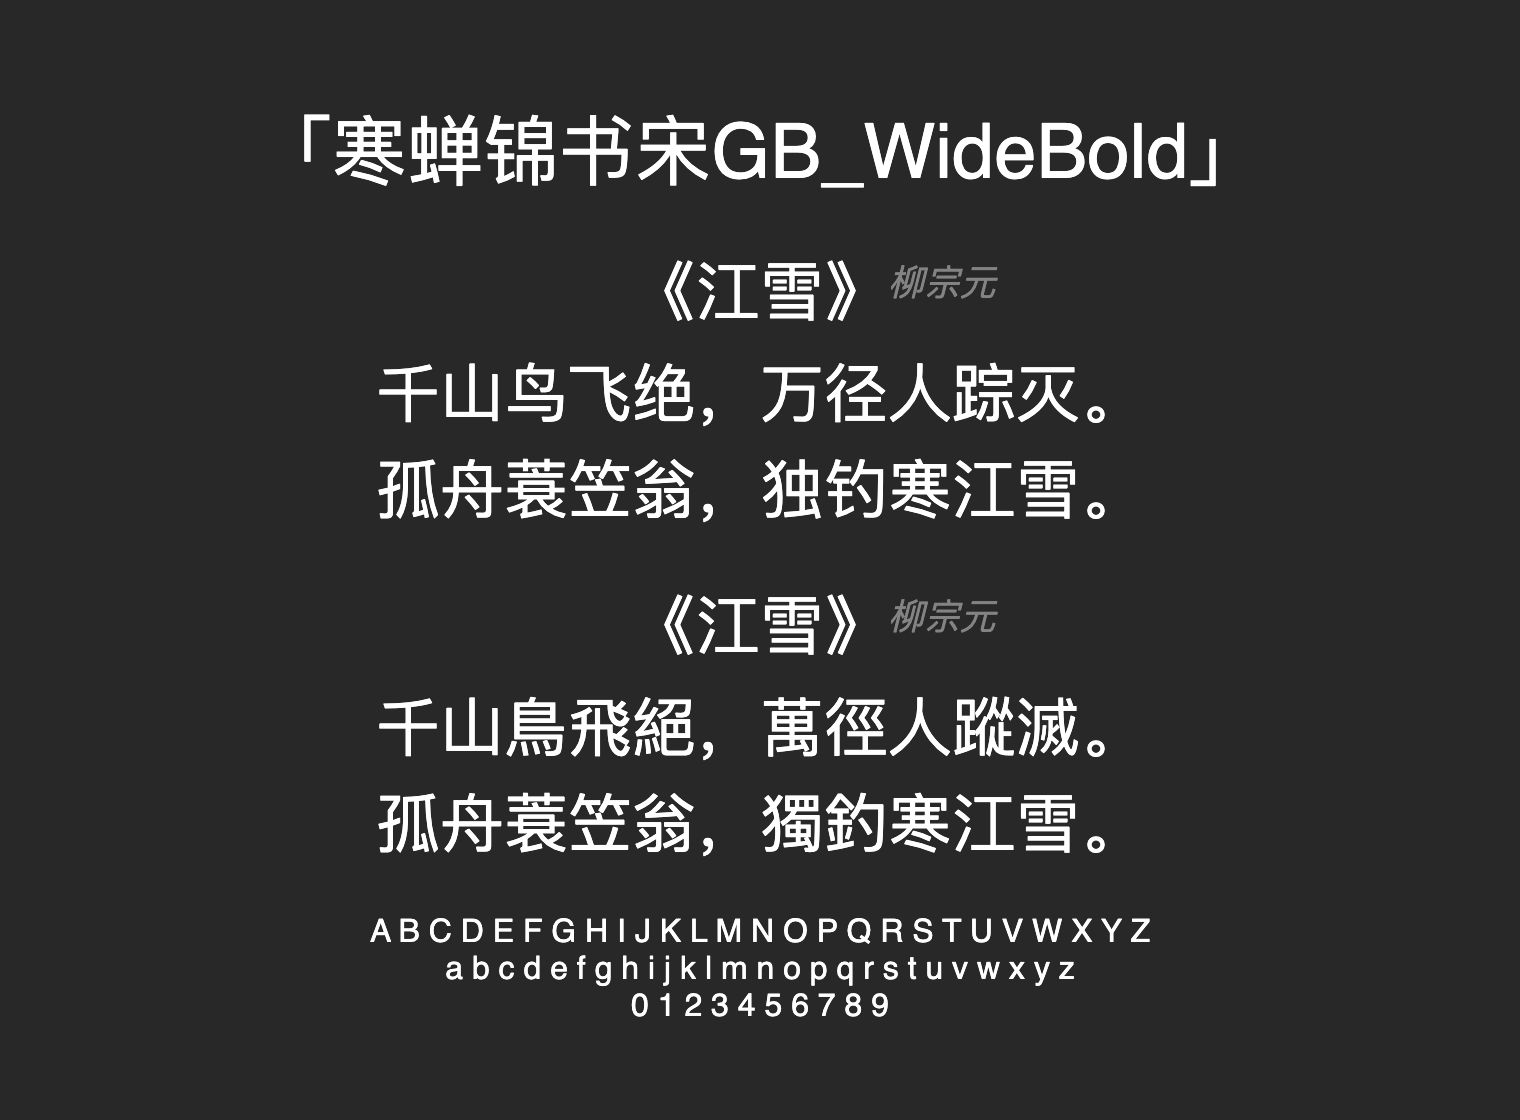 「寒蝉锦书宋GB_WideBold」
《江雪》柳宗元
千山鸟飞绝，万径人踪灭。
孤舟蓑笠翁，独钓寒江雪。
《江雪》柳宗元
千山鳥飛絕，萬徑人蹤滅。
孤舟蓑笠翁，獨釣寒江雪。
A B C D E F G H I J K L M N O P Q R S T U V W X Y Z
a b c d e f g h i j k l m n o p q r s t u v w x y z
0 1 2 3 4 5 6 7 8 9